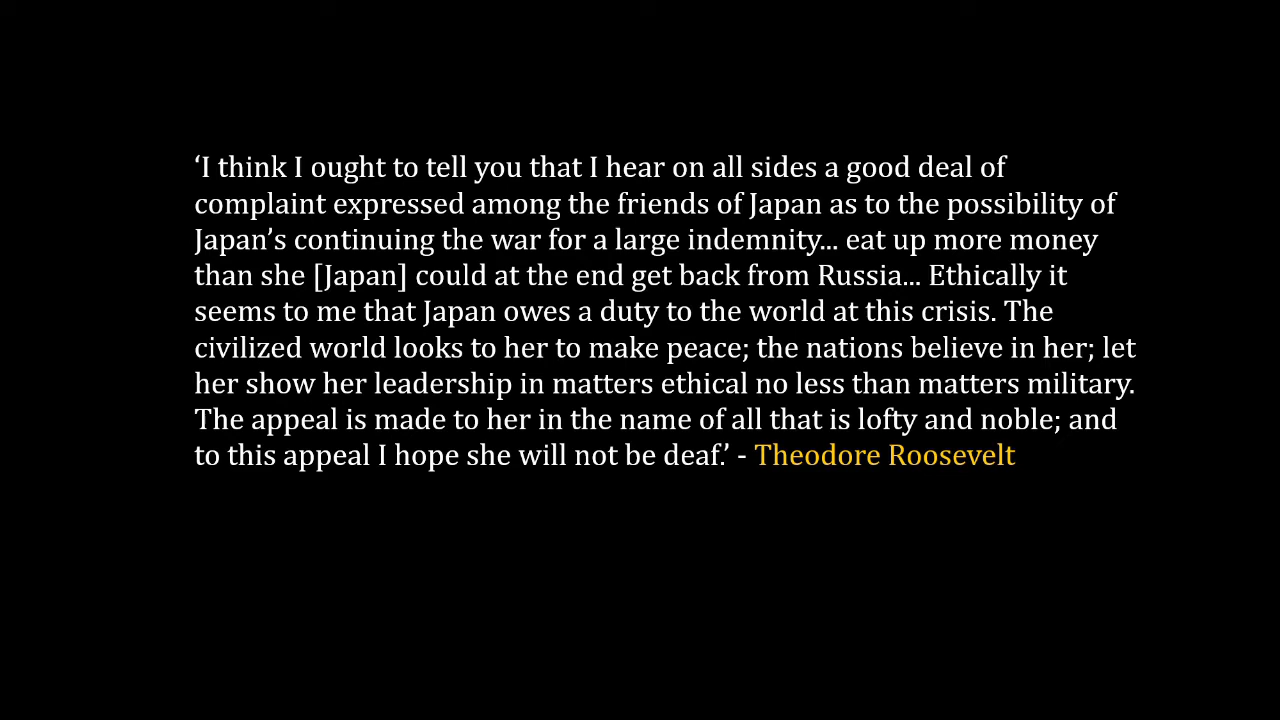 ‘I think I ought to tell you that I hear on all sides a good deal of
complaint expressed among the friends of Japan as to the possibility of
Japan’s continuing the war for a large indemnity... eat up more money
than she [Japan] could at the end get back from Russia... Ethically it
seems to me that Japan owes a duty to the world at this crisis. The
civilized world looks to her to make peace; the nations believe in her; let
her show her leadership in matters ethical no less than matters military.
The appeal is made to her in the name of all that is lofty and noble; and
to this appeal I hope she will not be deaf.’ - Theodore Roosevelt